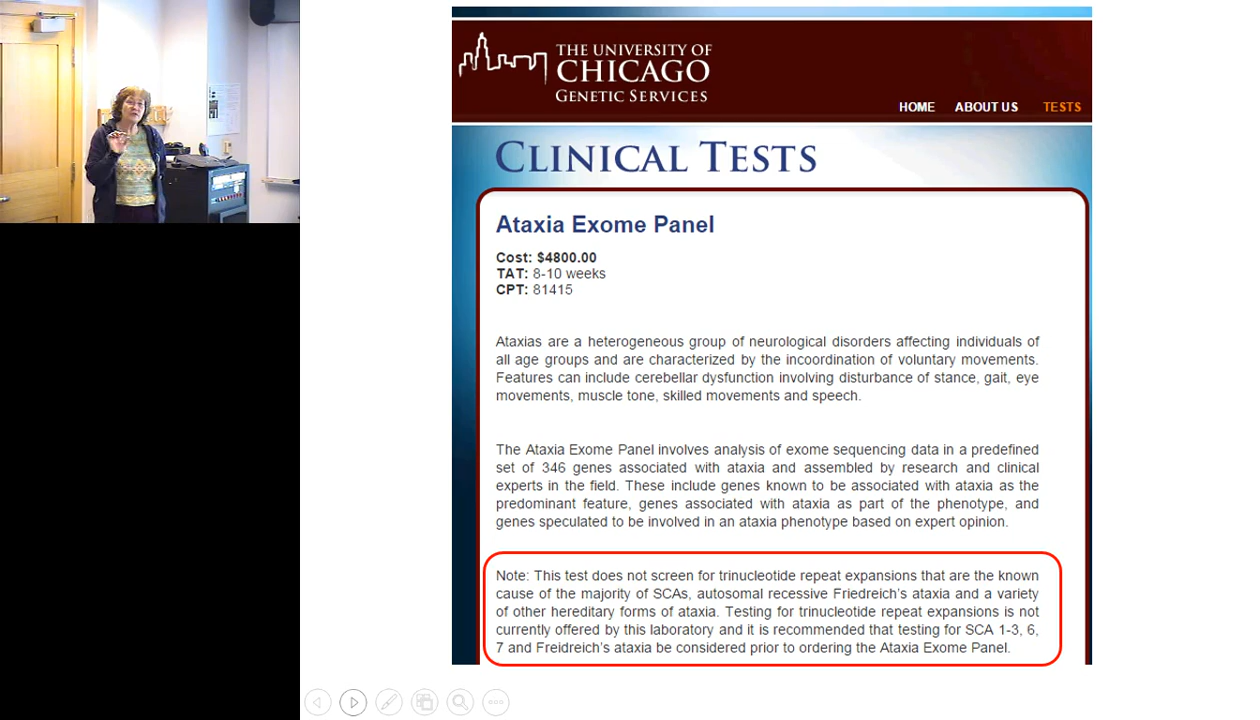 THE UNIVERSITY OF
CHICAGO
GENETIC SERVICES
HOME ABOUT US TESTS
CLINICAL TESTS
Ataxia Exome Panel
Cost: $4800.00
TAT: 8-10 weeks
CPT: 81415
Ataxias are a heterogeneous group of neurological disorders affecting individuals of
all age groups and are characterized by the incoordination of voluntary movements.
Features can include cerebellar dysfunction involving disturbance of stance, gait, eye
movements, muscle tone, skilled movements and speech.
The Ataxia Exome Panel involves analysis of exome sequencing data in a predefined
set of 346 genes associated with ataxia and assembled by research and clinical
experts in the field. These include genes known to be associated with ataxia as the
predominant feature, genes associated with ataxia as part of the phenotype, and
genes speculated to be involved in an ataxia phenotype based on expert opinion.
Note: This test does not screen for trinucleotide repeat expansions that are the known
cause of the majority of SCAs, autosomal recessive Friedreich's ataxia and a variety
of other hereditary forms of ataxia. Testing for trinucleotide repeat expansions is not
currently offered by this laboratory and it is recommended that testing for SCA 1-3, 6,
7 and Freidreich's ataxia be considered prior to ordering the Ataxia Exome Panel.